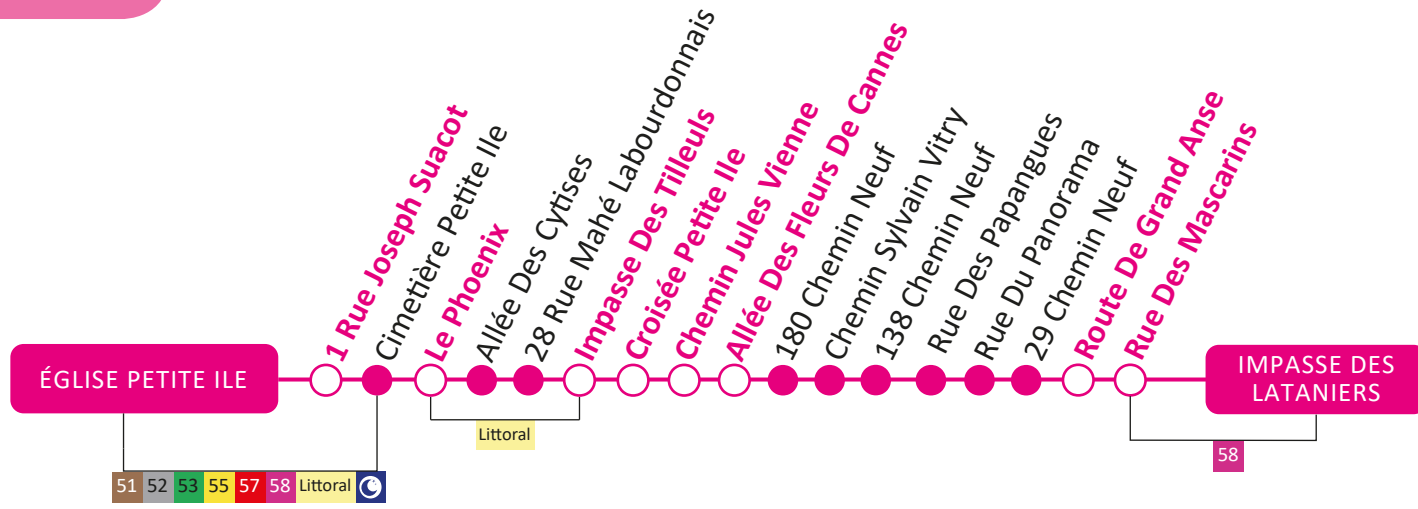 1 Rue Joseph Suacot
Cimetière Petite Ile
Le Phoenix
Allée Des Cytises
28 Rue Mahé Labourdonnais
Impasse Des Tilleuls
Croisée Petite Ile
Chemin Jules Vienne
Allée Des Fleurs De Cannes
180 Chemin Neuf
Chemin Sylvain Vitry
138 Chemin Neuf
Rue Des Papangues
Rue Du Panorama
29 Chemin Neuf
Route De Grand Anse
Rue Des Mascarins
ÉGLISE PETITE ILE
IMPASSE DES
LATANIERS
Littoral
58
51 52 53 55 57 58 Littoral